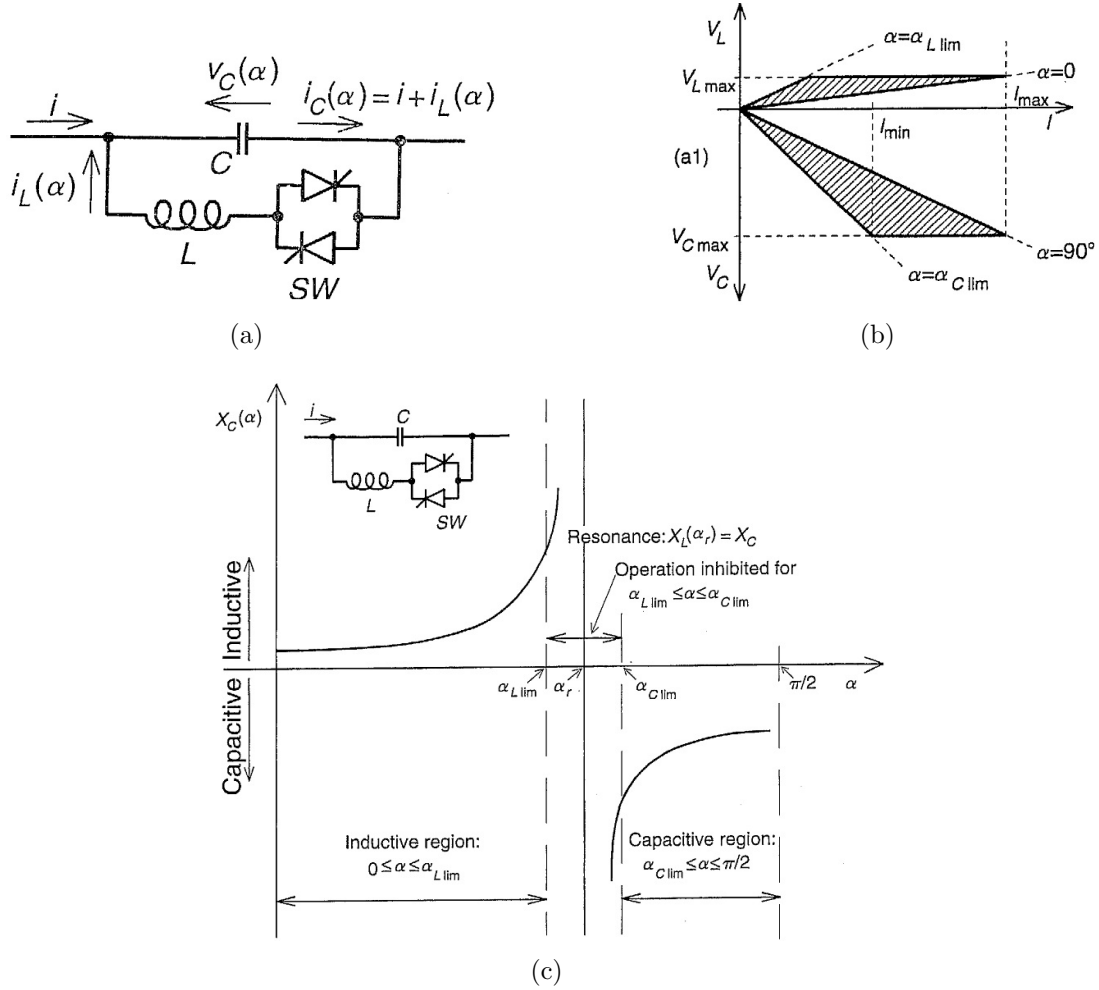 v_C(α)
i
i_C(α) = i + i_L(α)
C
i_L(α)
L
SW
(a)
V_L
α=α_L lim
V_L max
α=0
I_max
I
I_min
(a1)
V_C max
V_C
α=90°
α=α_C lim
(b)
X_C(α)
i
C
L
SW
Resonance: X_L(α_r) = X_C
Operation inhibited for
α_L lim ≤ α ≤ α_C lim
Inductive
Capacitive
α_L lim
α_r
α_C lim
π/2
α
Inductive region:
0 ≤ α ≤ α_L lim
Capacitive region:
α_C lim ≤ α ≤ π/2
(c)